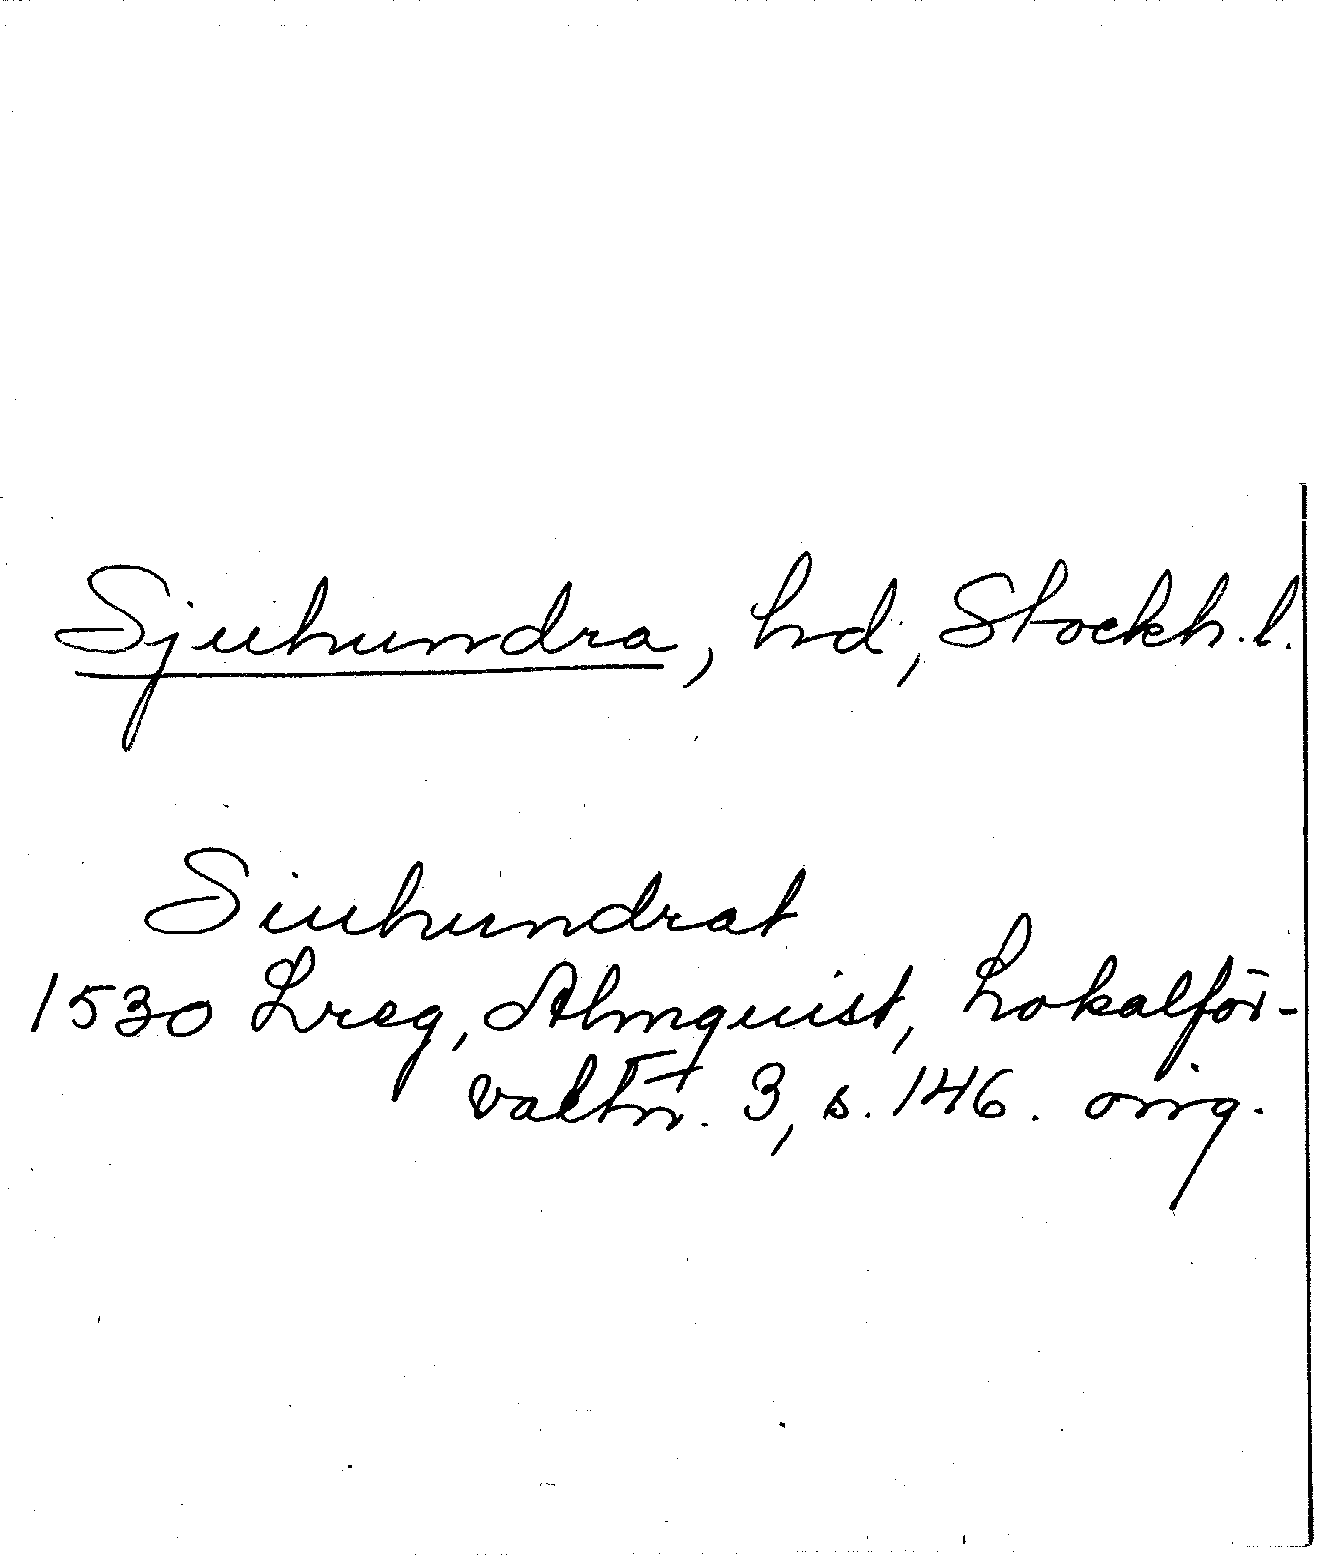 Sjuhundra, hd, Stockh. l.
Siuhundrat
1530 Lreg, Almquist, Lokalför-
valtn. 3, s. 146. orig.